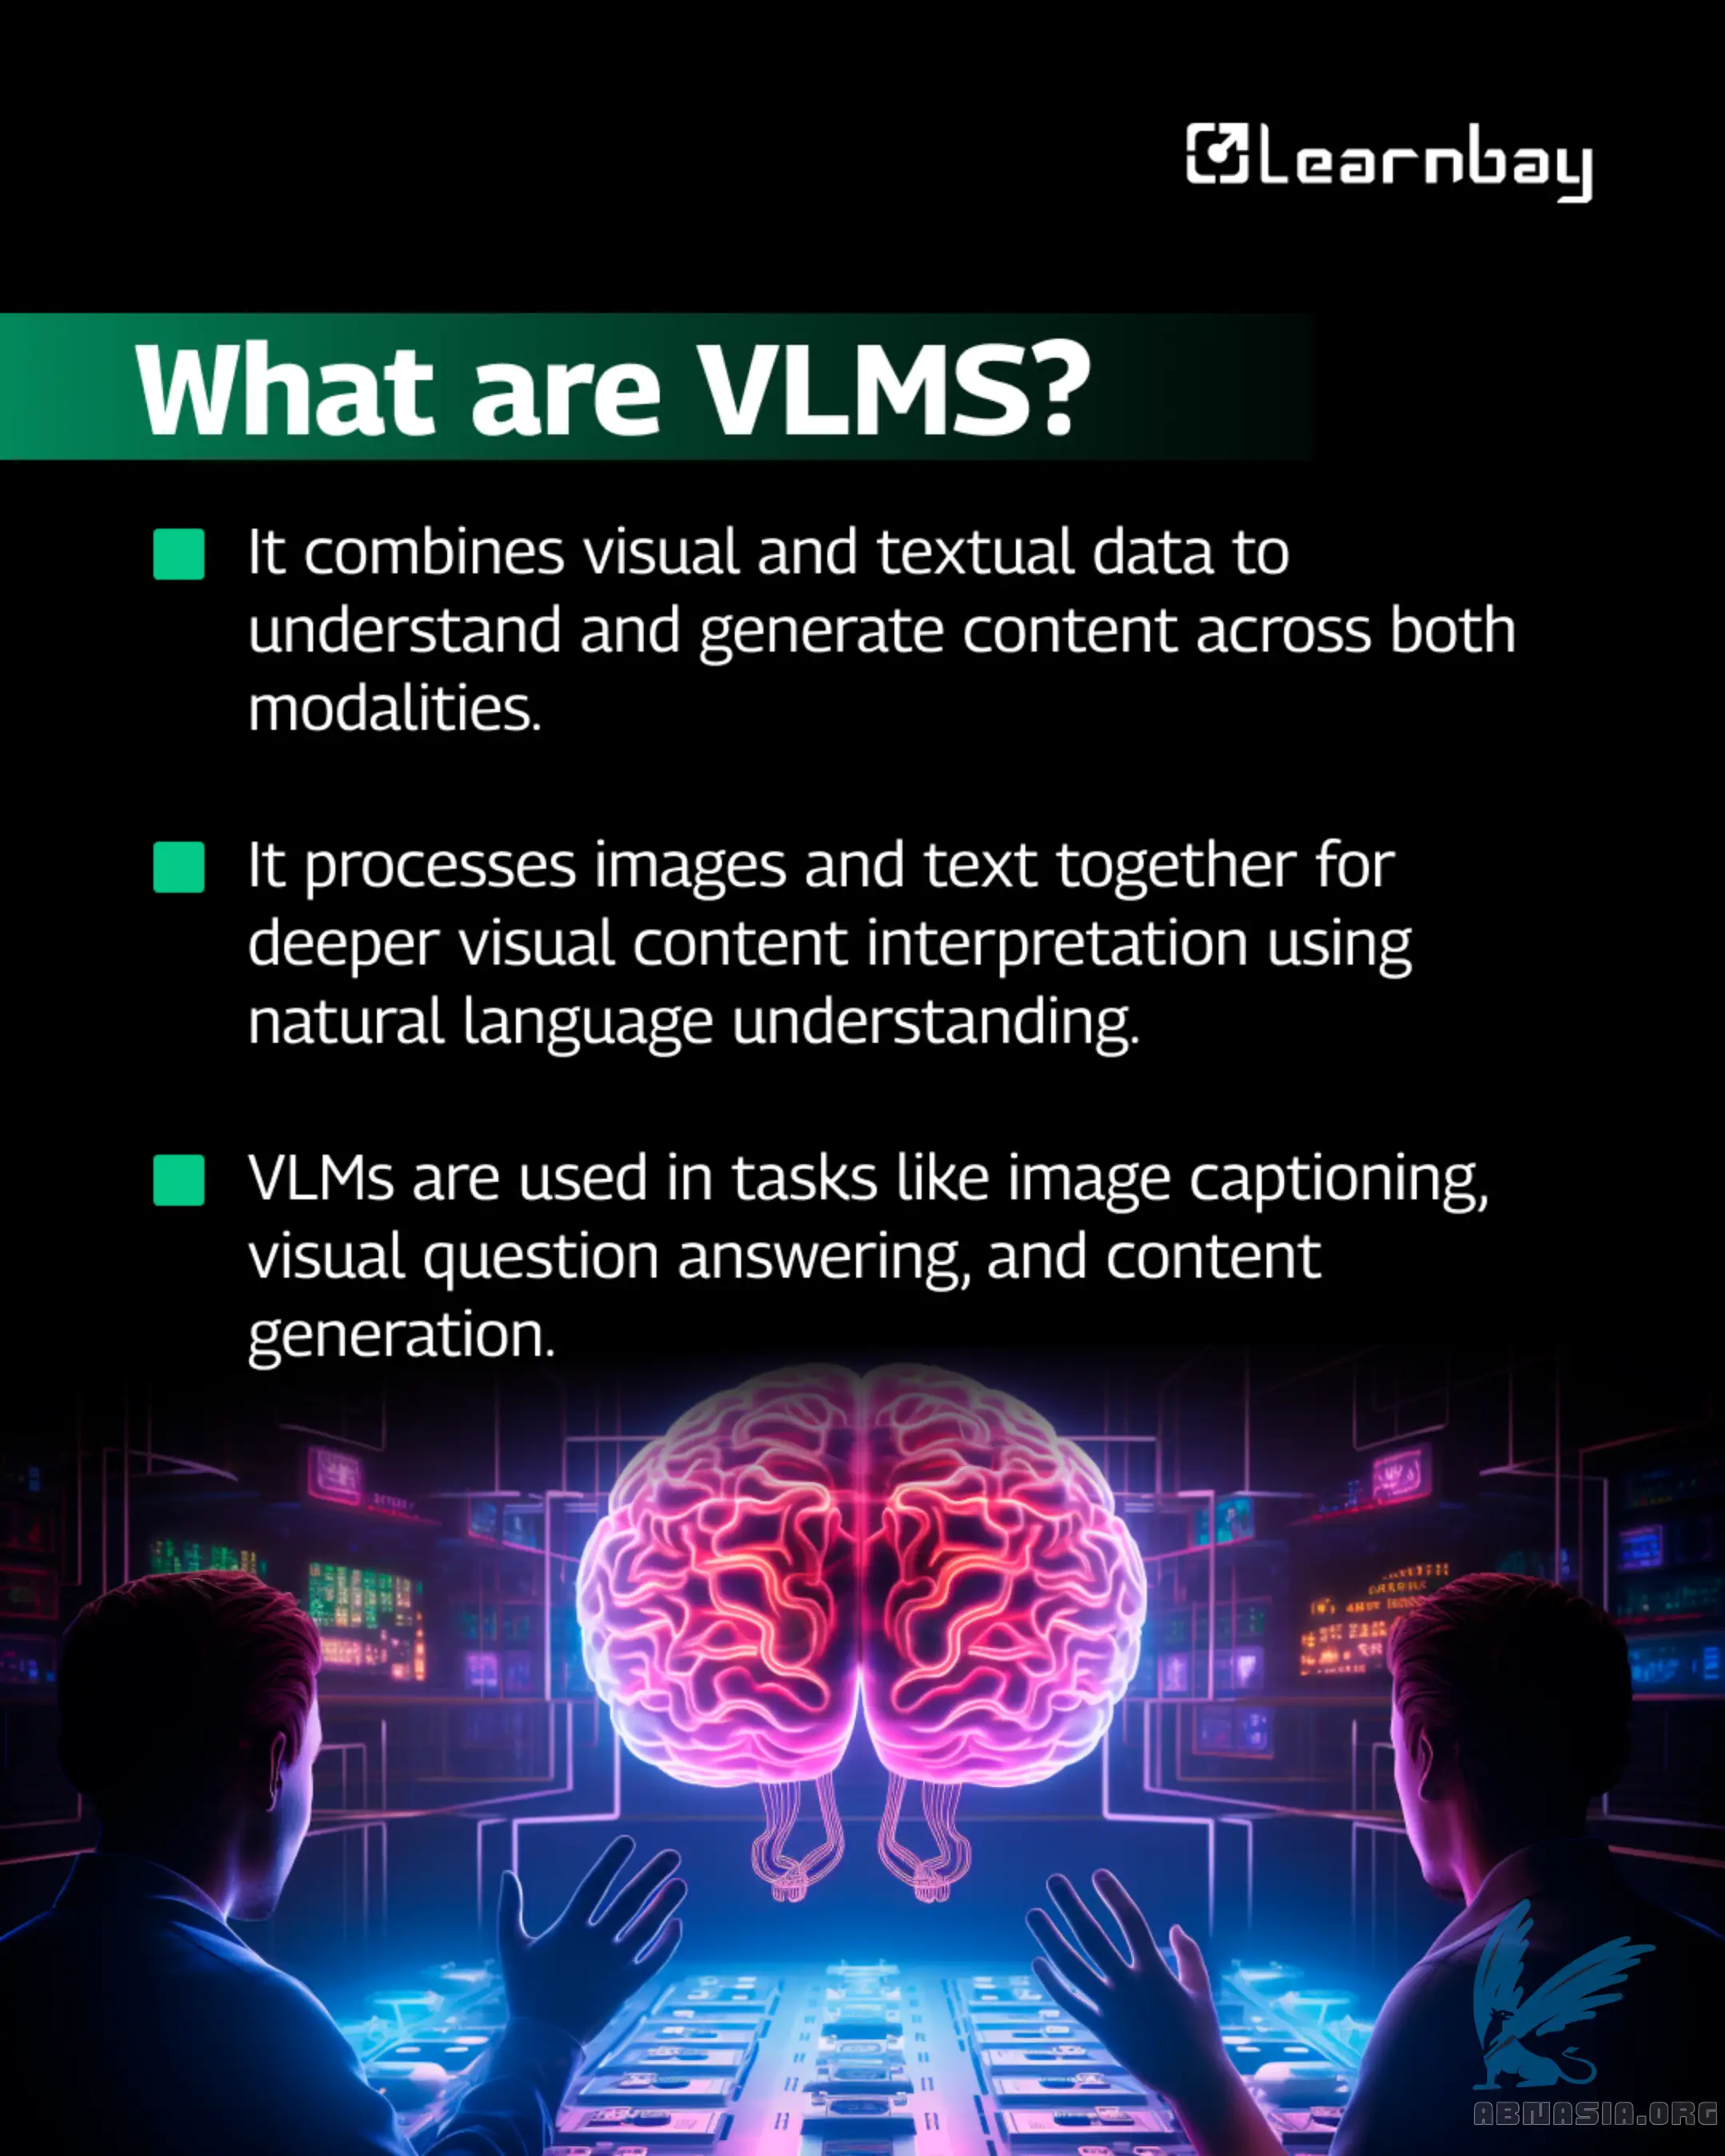 Learnbay
What are VLMS?
It combines visual and textual data to
understand and generate content across both
modalities.
It processes images and text together for
deeper visual content interpretation using
natural language understanding.
VLMs are used in tasks like image captioning,
visual question answering, and content
generation.
ABNASIA.ORG